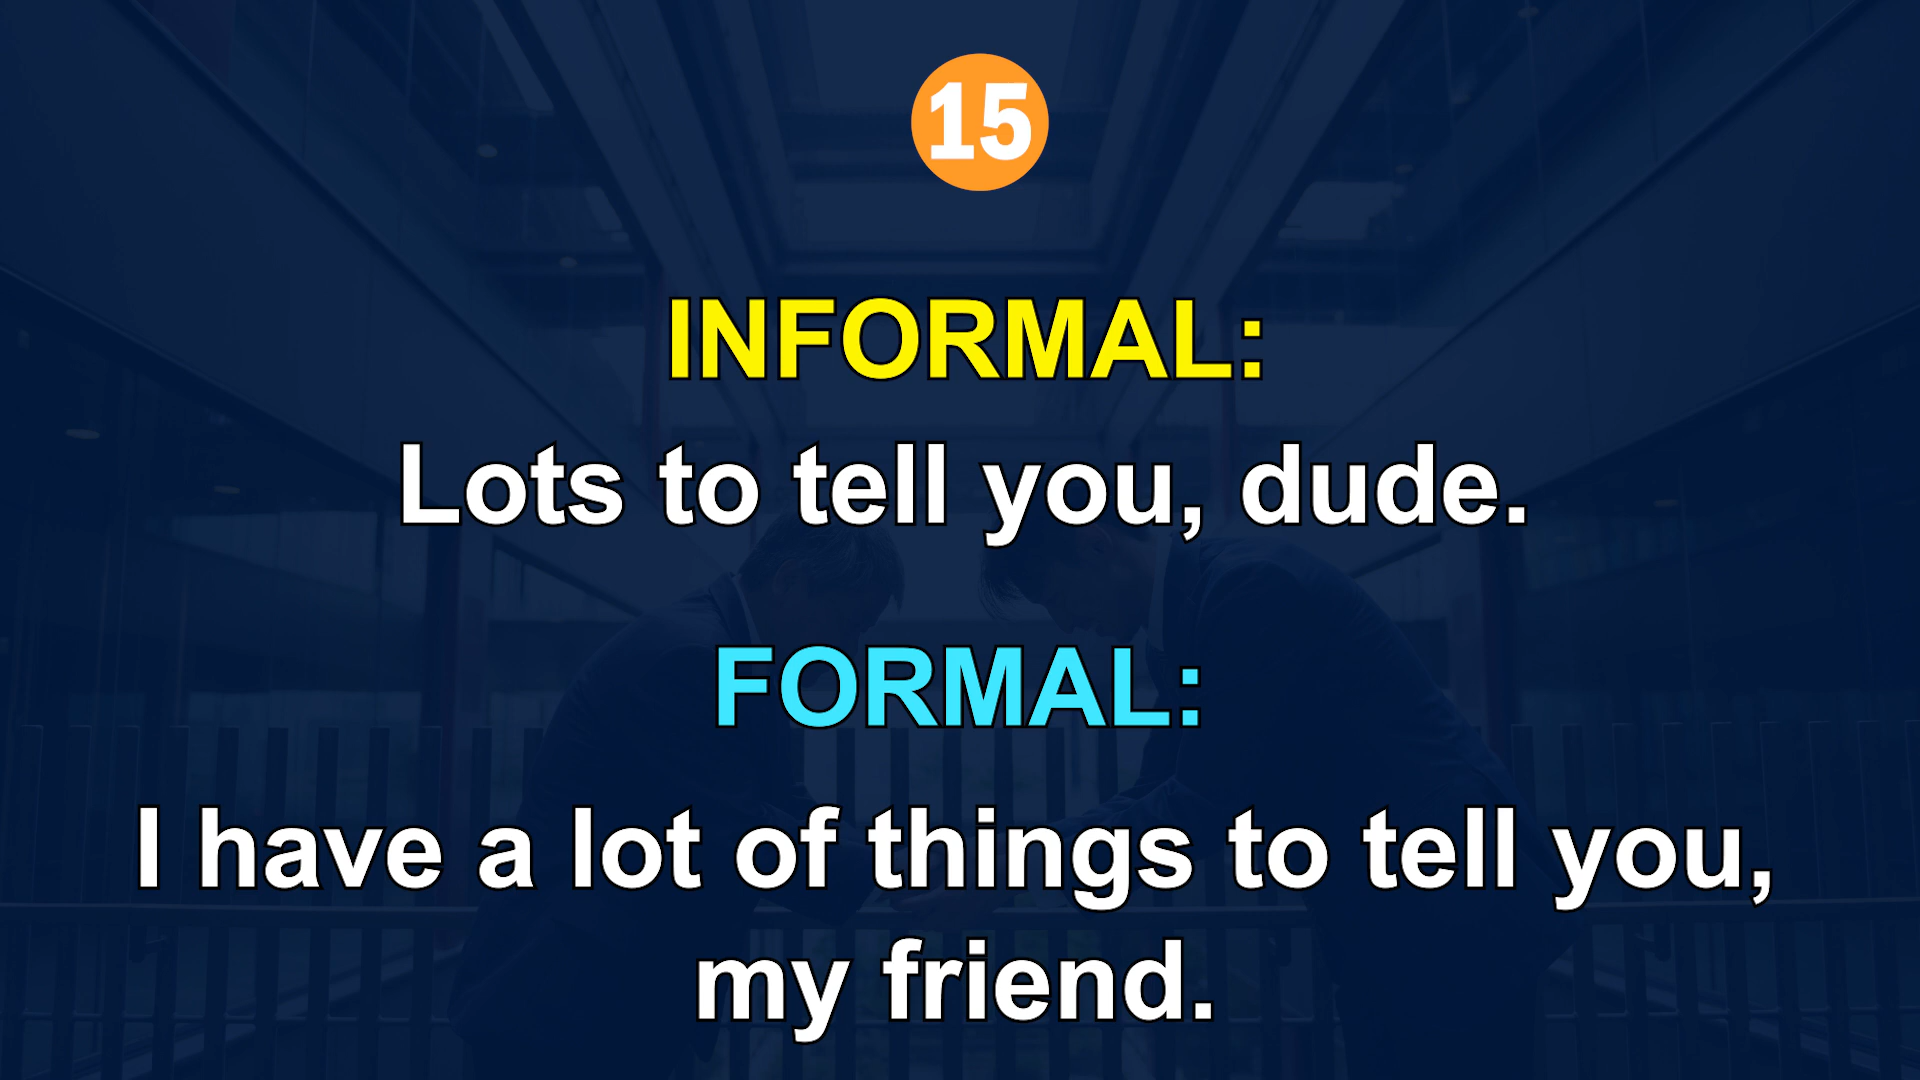 15
INFORMAL:
Lots to tell you, dude.
FORMAL:
I have a lot of things to tell you,
my friend.